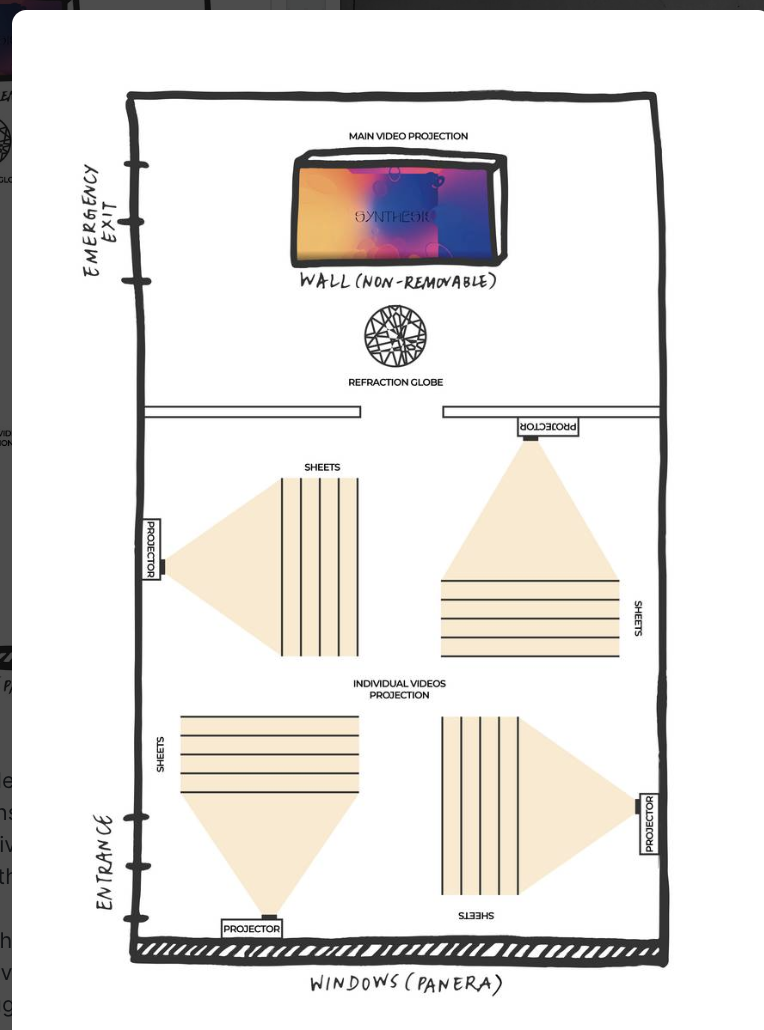 MAIN VIDEO PROJECTION
SYNTHESIS
WALL (NON-REMOVABLE)
EMERGENCY
EXIT
REFRACTION GLOBE
PROJECTOR
SHEETS
PROJECTOR
SHEETS
INDIVIDUAL VIDEOS
PROJECTION
SHEETS
ENTRANCE
PROJECTOR
PROJECTOR
SHEETS
WINDOWS (PANERA)